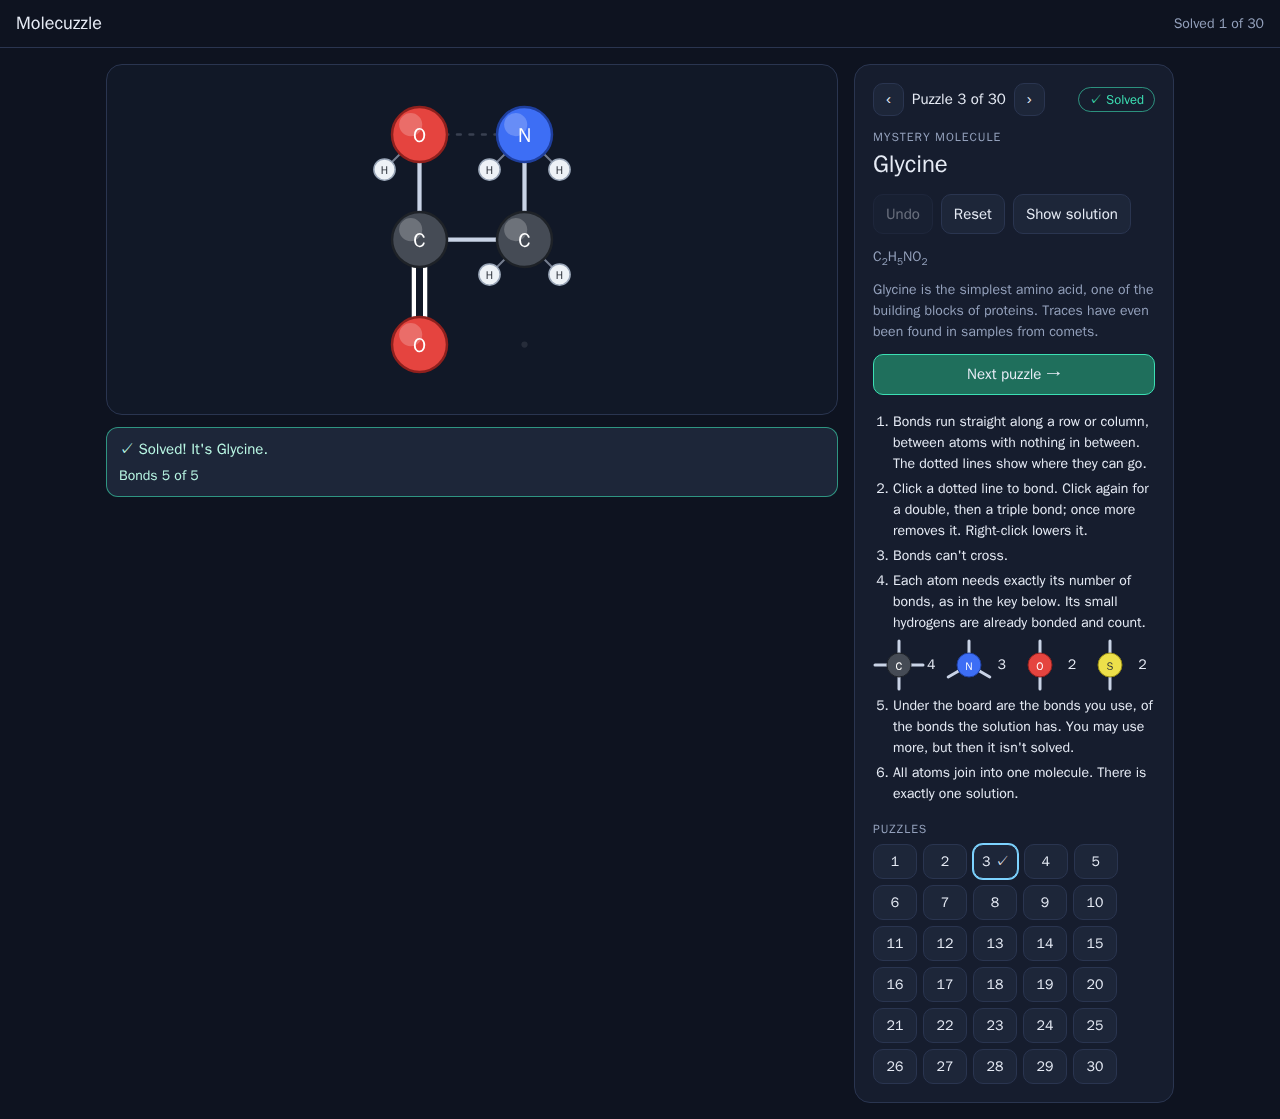 Molecuzzle
Solved 1 of 30
O
N
H
H
H
C
C
H
H
O
✓ Solved! It's Glycine.
Bonds 5 of 5
‹
Puzzle 3 of 30
›
✓ Solved
MYSTERY MOLECULE
Glycine
Undo
Reset
Show solution
C₂H₅NO₂
Glycine is the simplest amino acid, one of the
building blocks of proteins. Traces have even
been found in samples from comets.
Next puzzle →
1. Bonds run straight along a row or column,
between atoms with nothing in between.
The dotted lines show where they can go.
2. Click a dotted line to bond. Click again for
a double, then a triple bond; once more
removes it. Right-click lowers it.
3. Bonds can't cross.
4. Each atom needs exactly its number of
bonds, as in the key below. Its small
hydrogens are already bonded and count.
C 4 N 3 O 2 S 2
5. Under the board are the bonds you use, of
the bonds the solution has. You may use
more, but then it isn't solved.
6. All atoms join into one molecule. There is
exactly one solution.
PUZZLES
1 2 3 ✓ 4 5
6 7 8 9 10
11 12 13 14 15
16 17 18 19 20
21 22 23 24 25
26 27 28 29 30